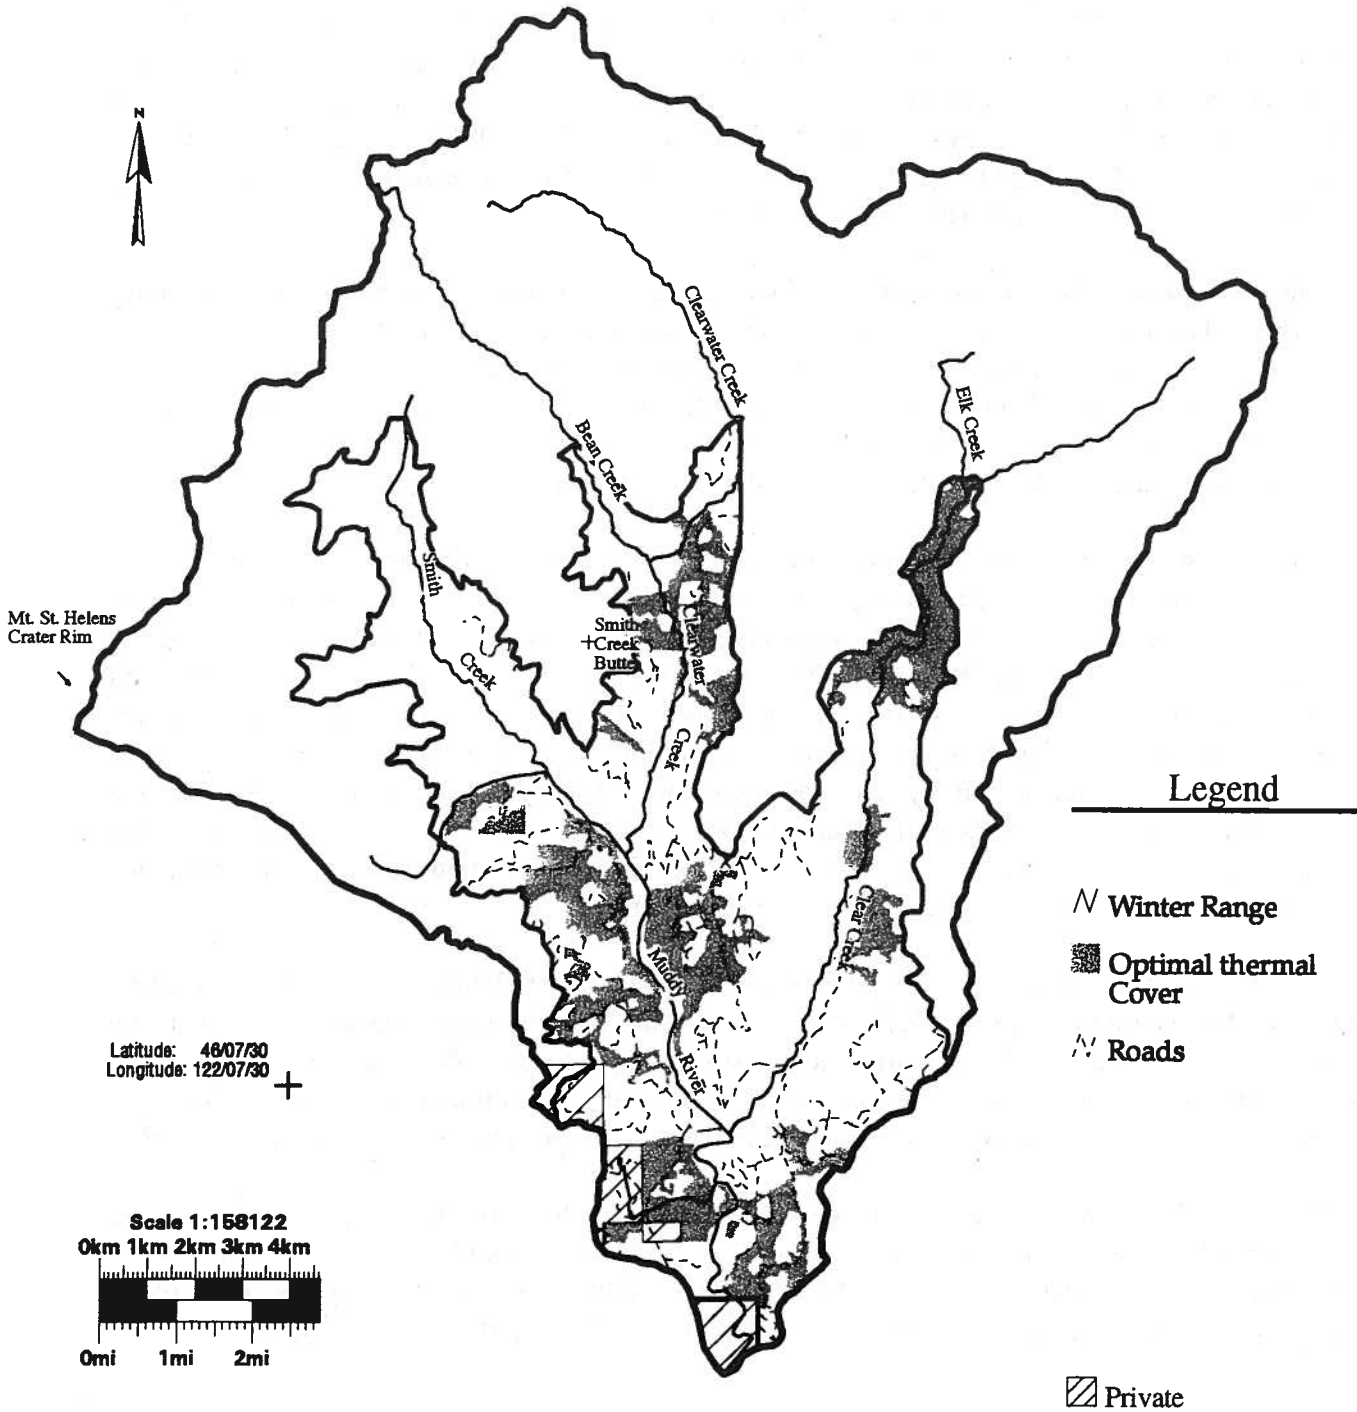 N
Clearwater Creek
Elk Creek
Bean Creek
Smith
Creek
Mt. St. Helens
Crater Rim
Smith
Creek
Butte
Clearwater
Creek
Legend
Winter Range
Optimal thermal
Cover
Roads
Clear Creek
Muddy
River
Latitude: 46/07/30
Longitude: 122/07/30
Scale 1:158122
0km 1km 2km 3km 4km
0mi 1mi 2mi
Private